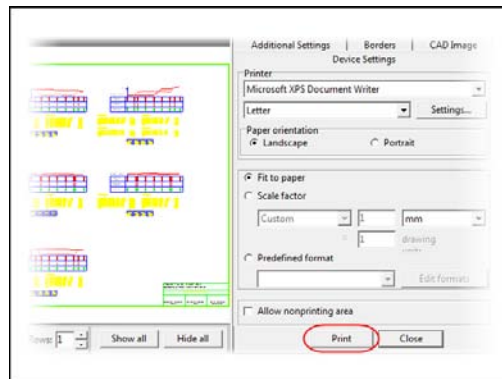 Additional Settings | Borders | CAD Image
Device Settings
Printer
Microsoft XPS Document Writer
Letter
Settings...
Paper orientation
Landscape
Portrait
Fit to paper
Scale factor
Custom
1
mm
=
1
drawing
Predefined format
Edit formats
Allow nonprinting area
Rows: 1
Show all
Hide all
Print
Close